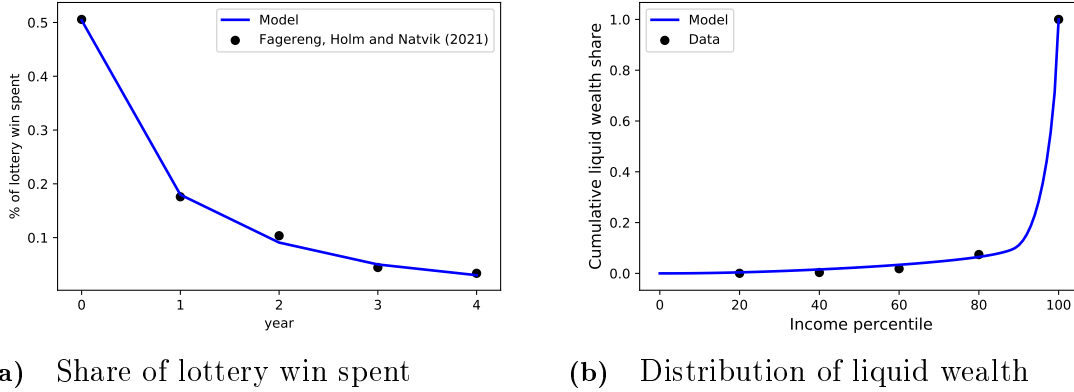 0.5
0.4
0.3
0.2
0.1
% of lottery win spent
Model
Fagereng, Holm and Natvik (2021)
0 1 2 3 4
year
a) Share of lottery win spent
1.0
0.8
0.6
0.4
0.2
0.0
Cumulative liquid wealth share
Model
Data
0 20 40 60 80 100
Income percentile
(b) Distribution of liquid wealth